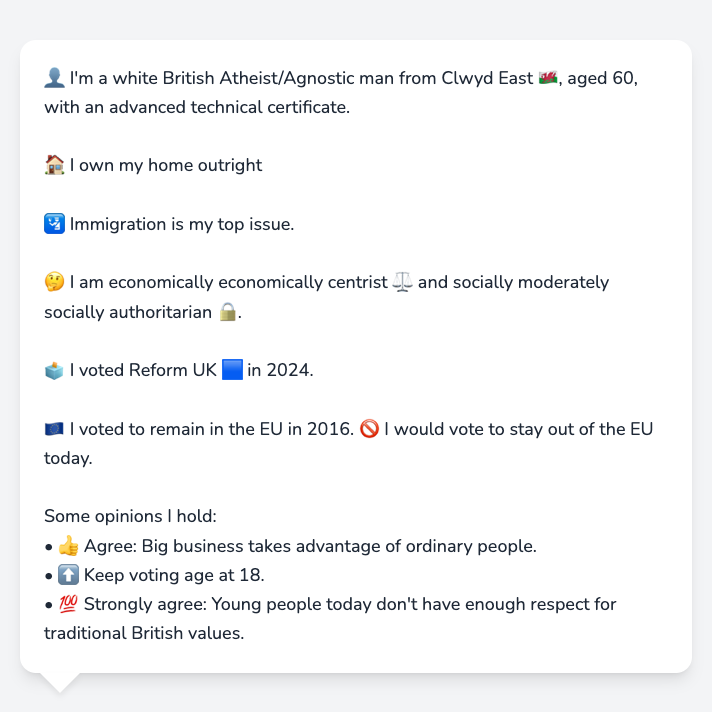 👤 I'm a white British Atheist/Agnostic man from Clwyd East 🏴󠁧󠁢󠁷󠁬󠁳󠁿, aged 60,
with an advanced technical certificate.
🏠 I own my home outright
🛂 Immigration is my top issue.
🤔 I am economically economically centrist ⚖️ and socially moderately
socially authoritarian 🔒.
🗳️ I voted Reform UK 🟦 in 2024.
🇪🇺 I voted to remain in the EU in 2016. 🚫 I would vote to stay out of the EU
today.
Some opinions I hold:
• 👍 Agree: Big business takes advantage of ordinary people.
• ⬆️ Keep voting age at 18.
• 💯 Strongly agree: Young people today don't have enough respect for
traditional British values.